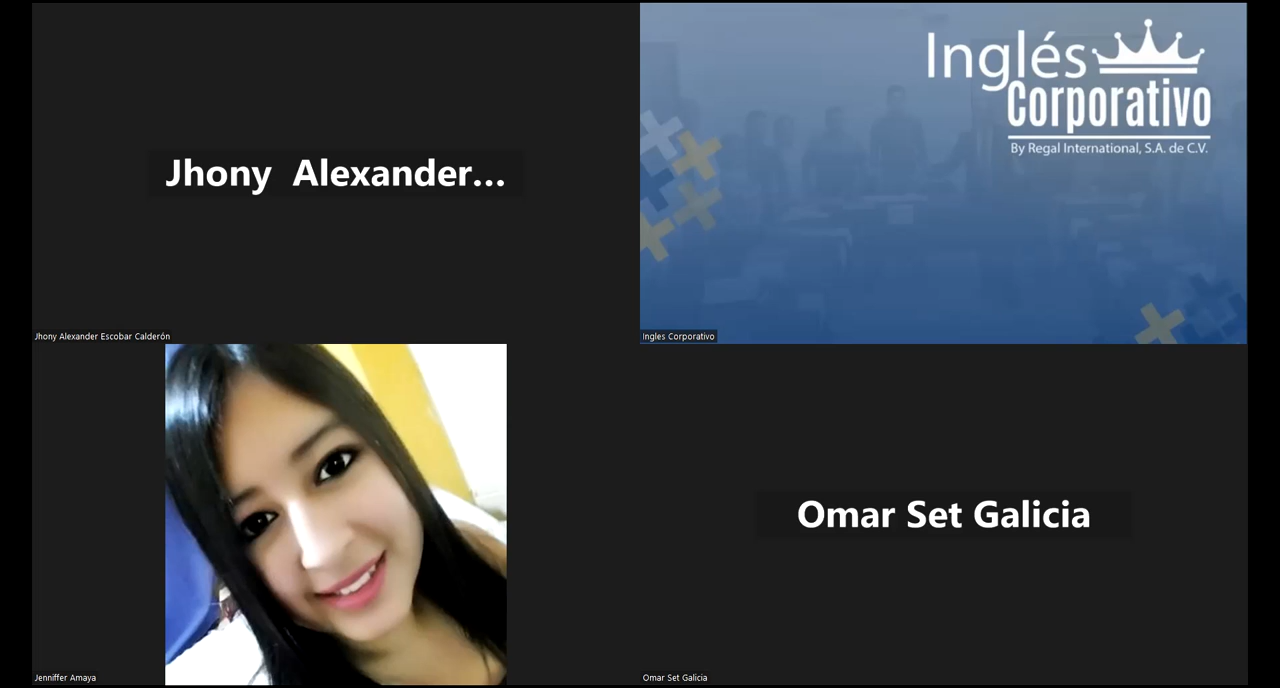 Jhony Alexander...
Jhony Alexander Escobar Calderón
Inglés
Corporativo
By Regal International, S.A. de C.V.
Ingles Corporativo
Jenniffer Amaya
Omar Set Galicia
Omar Set Galicia